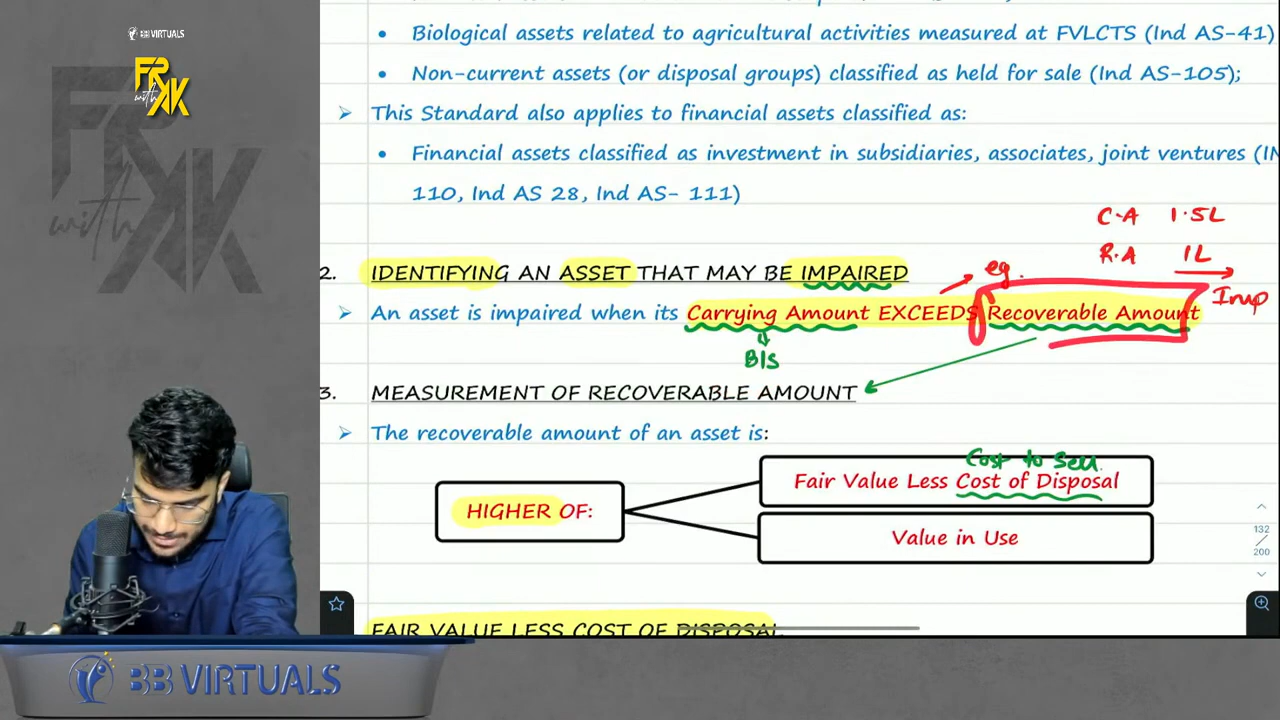 BB VIRTUALS
FR
with
AK
FR
with
AK
• Biological assets related to agricultural activities measured at FVLCTS (Ind AS-41)
• Non-current assets (or disposal groups) classified as held for sale (Ind AS-105);
➢ This Standard also applies to financial assets classified as:
• Financial assets classified as investment in subsidiaries, associates, joint ventures (IN
110, Ind AS 28, Ind AS- 111)
C·A 1·5L
R·A 1L
Imp
eg.
2. IDENTIFYING AN ASSET THAT MAY BE IMPAIRED
➢ An asset is impaired when its Carrying Amount EXCEEDS Recoverable Amount
B/S
3. MEASUREMENT OF RECOVERABLE AMOUNT
➢ The recoverable amount of an asset is:
Cost to Sell.
Fair Value Less Cost of Disposal
HIGHER OF:
Value in Use
132
/
200
FAIR VALUE LESS COST OF DISPOSAL
BB VIRTUALS